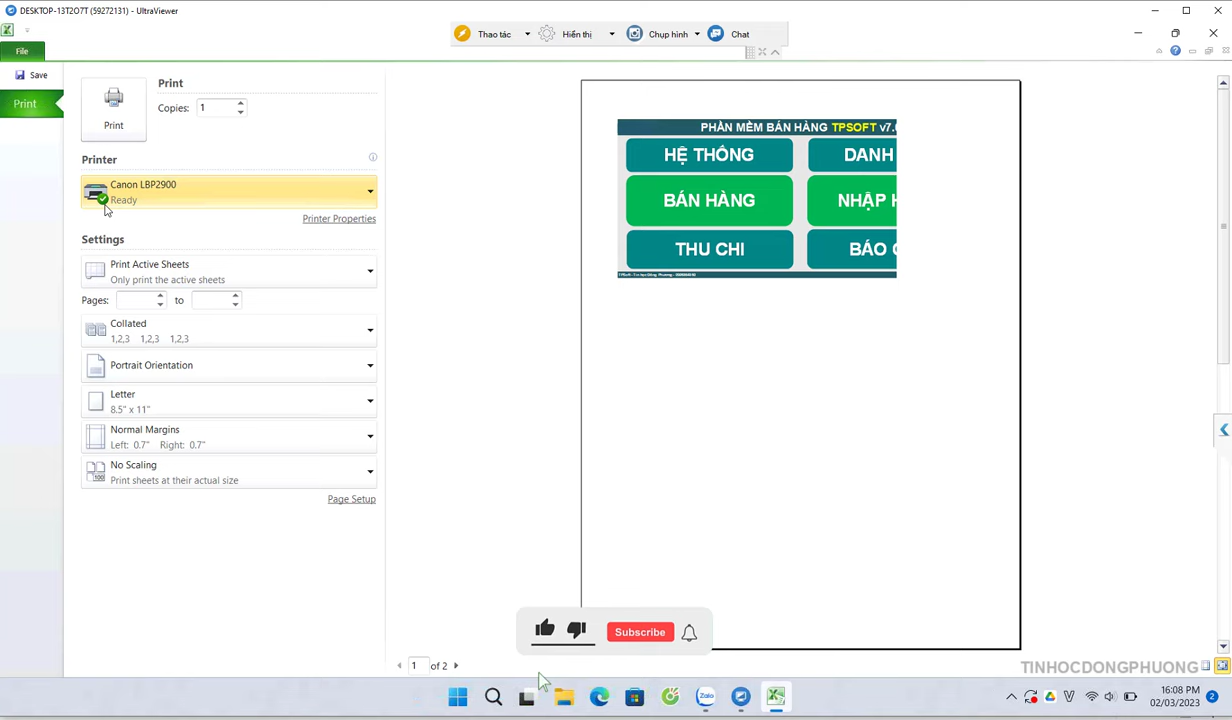 DESKTOP-13T2O7T (59272131) - UltraViewer
Thao tác
Hiển thị
Chụp hình
Chat
File
Save
Print
Print
Copies: 1
Print
Printer
Canon LBP2900
Ready
Printer Properties
Settings
Print Active Sheets
Only print the active sheets
Pages:
to
Collated
1,2,3 1,2,3 1,2,3
Portrait Orientation
Letter
8.5" x 11"
Normal Margins
Left: 0.7" Right: 0.7"
No Scaling
Print sheets at their actual size
Page Setup
PHẦN MỀM BÁN HÀNG TPSOFT v7.
HỆ THỐNG
DANH
BÁN HÀNG
NHẬP
THU CHI
BÁO
Subscribe
1 of 2
TINHOCDONGPHUONG
Zalo
16:08 PM
02/03/2023
2